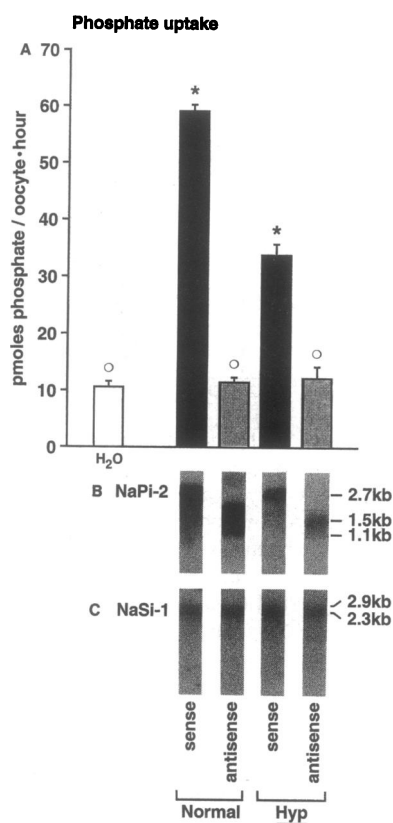 Phosphate uptake
A
70
60
50
40
30
20
10
0
pmoles phosphate / oocyte•hour
*
*
H₂O
B NaPi-2
2.7kb
1.5kb
1.1kb
C NaSi-1
2.9kb
2.3kb
sense
antisense
sense
antisense
Normal
Hyp